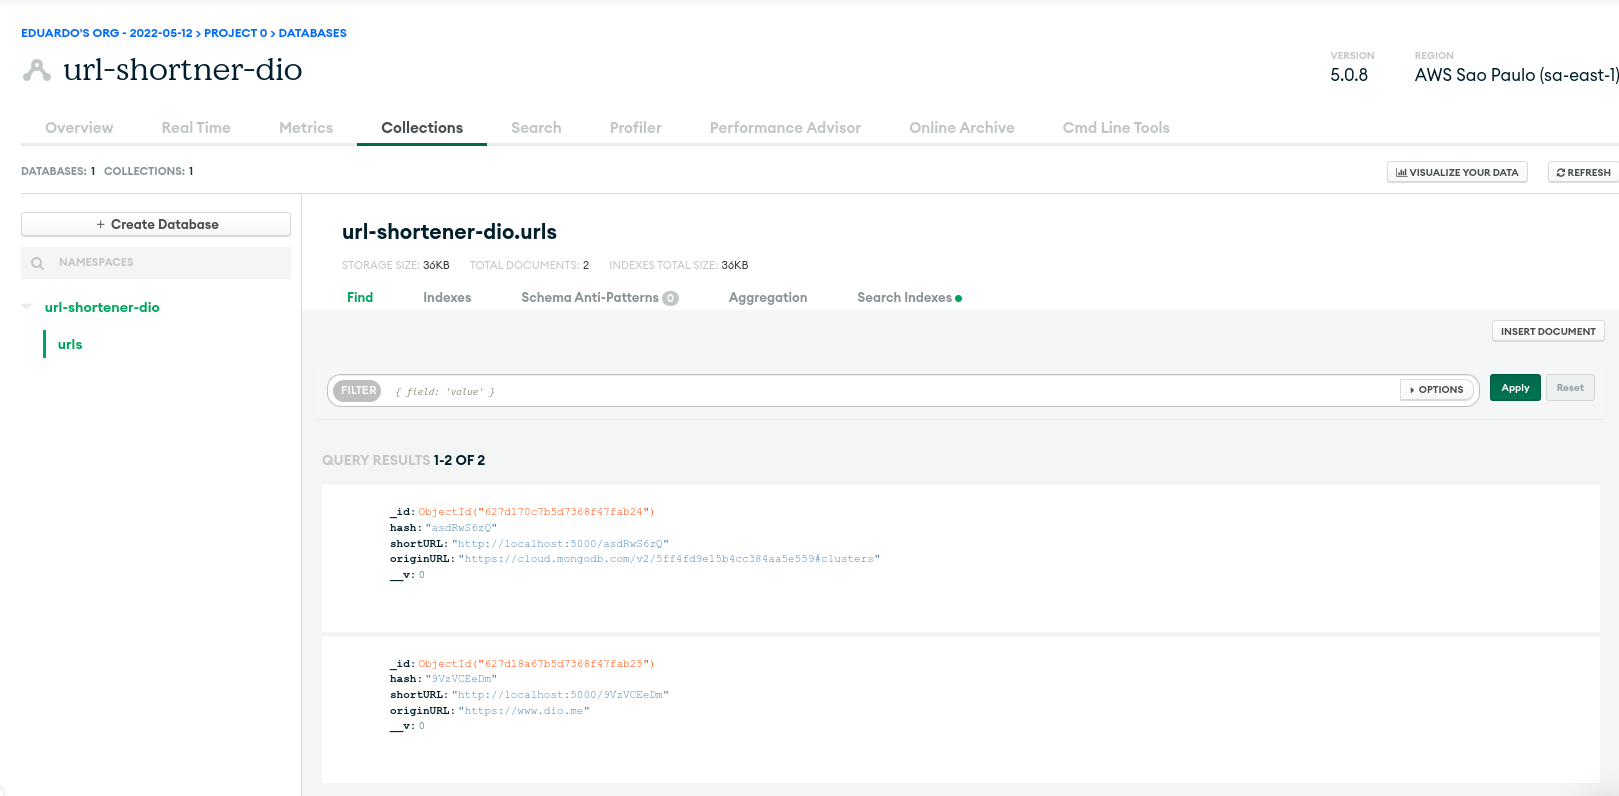 EDUARDO'S ORG - 2022-05-12 > PROJECT 0 > DATABASES
url-shortner-dio
VERSION
5.0.8
REGION
AWS Sao Paulo (sa-east-1)
Overview Real Time Metrics Collections Search Profiler Performance Advisor Online Archive Cmd Line Tools
DATABASES: 1 COLLECTIONS: 1
VISUALIZE YOUR DATA
REFRESH
+ Create Database
NAMESPACES
url-shortener-dio
urls
url-shortener-dio.urls
STORAGE SIZE: 36KB TOTAL DOCUMENTS: 2 INDEXES TOTAL SIZE: 36KB
Find Indexes Schema Anti-Patterns 0 Aggregation Search Indexes
INSERT DOCUMENT
FILTER { field: 'value' } OPTIONS Apply Reset
QUERY RESULTS 1-2 OF 2
_id: ObjectId("627d170c7b5d7368f47fab24")
hash: "asdRwS6zQ"
shortURL: "http://localhost:5000/asdRwS6zQ"
originURL: "https://cloud.mongodb.com/v2/5ff4fd9e15b4cc384aa5e559#clusters"
__v: 0
_id: ObjectId("627d18a67b5d7368f47fab25")
hash: "9VzVCEeDm"
shortURL: "http://localhost:5000/9VzVCEeDm"
originURL: "https://www.dio.me"
__v: 0